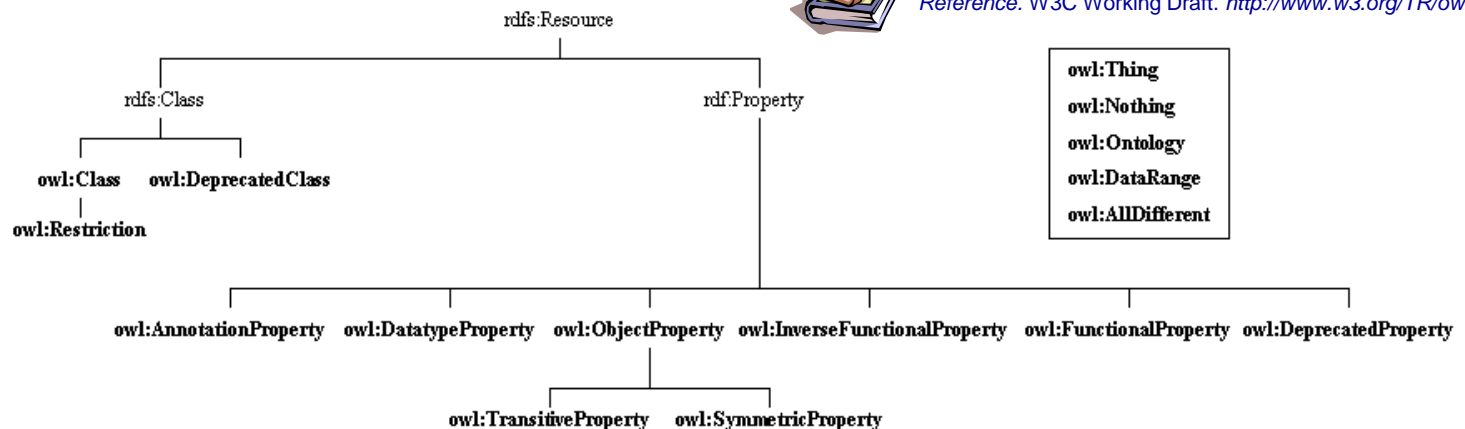 Reference. W3C Working Draft. http://www.w3.org/TR/ow
rdfs:Resource
rdfs:Class
rdf:Property
owl:Thing
owl:Nothing
owl:Ontology
owl:DataRange
owl:AllDifferent
owl:Class owl:DeprecatedClass
owl:Restriction
owl:AnnotationProperty owl:DatatypeProperty owl:ObjectProperty owl:InverseFunctionalProperty owl:FunctionalProperty owl:DeprecatedProperty
owl:TransitiveProperty owl:SymmetricProperty